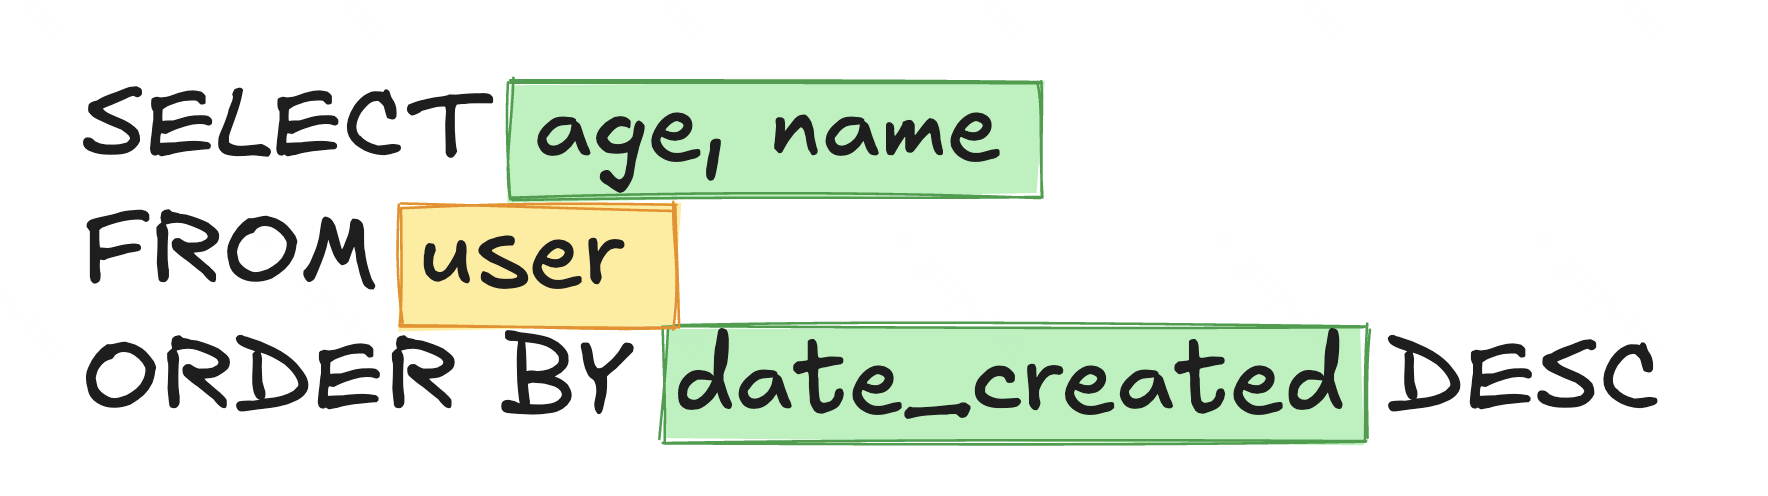 SELECT age, name
FROM user
ORDER BY date_created DESC